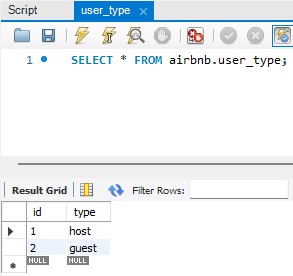 Script user_type ×
1 SELECT * FROM airbnb.user_type;
Result Grid Filter Rows:
id type
1 host
2 guest
NULL NULL